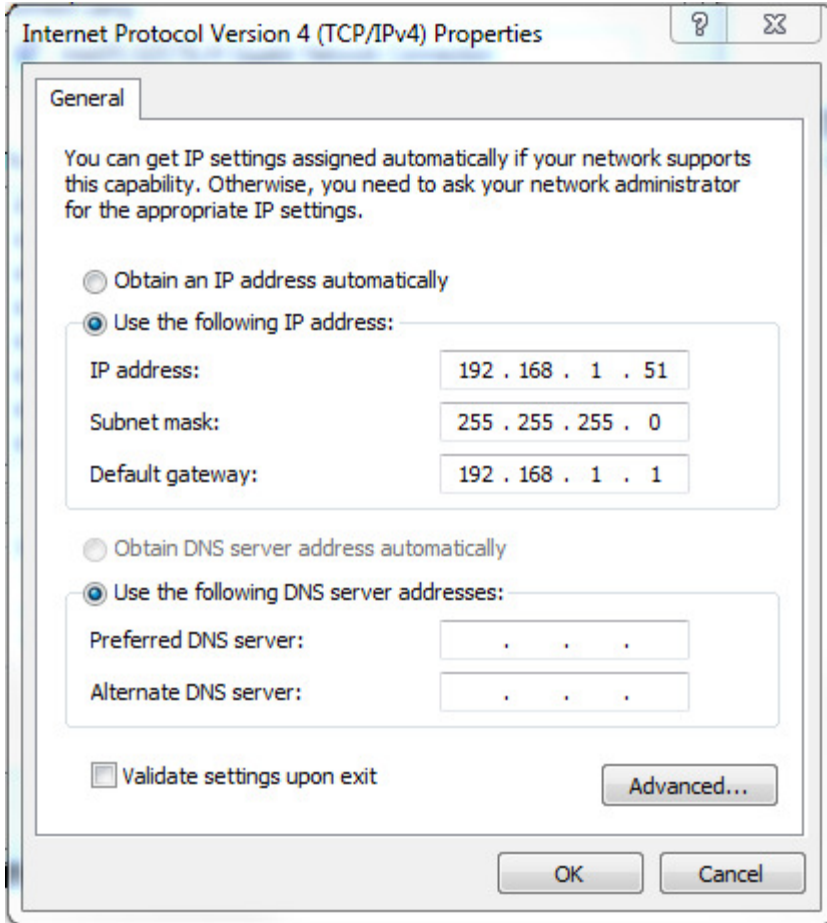 Internet Protocol Version 4 (TCP/IPv4) Properties
General
You can get IP settings assigned automatically if your network supports
this capability. Otherwise, you need to ask your network administrator
for the appropriate IP settings.
Obtain an IP address automatically
Use the following IP address:
IP address: 192 . 168 . 1 . 51
Subnet mask: 255 . 255 . 255 . 0
Default gateway: 192 . 168 . 1 . 1
Obtain DNS server address automatically
Use the following DNS server addresses:
Preferred DNS server: . . .
Alternate DNS server: . . .
Validate settings upon exit
Advanced...
OK Cancel